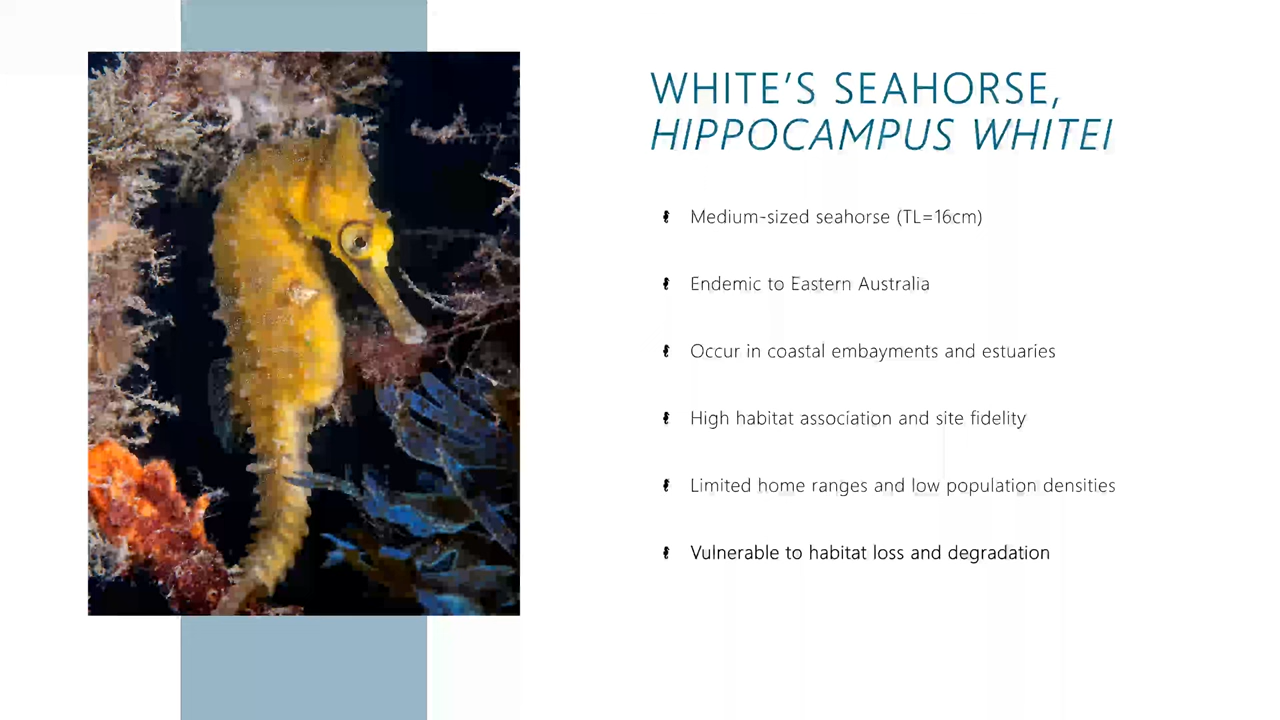 WHITE’S SEAHORSE,
HIPPOCAMPUS WHITEI
Medium-sized seahorse (TL=16cm)
Endemic to Eastern Australia
Occur in coastal embayments and estuaries
High habitat association and site fidelity
Limited home ranges and low population densities
Vulnerable to habitat loss and degradation